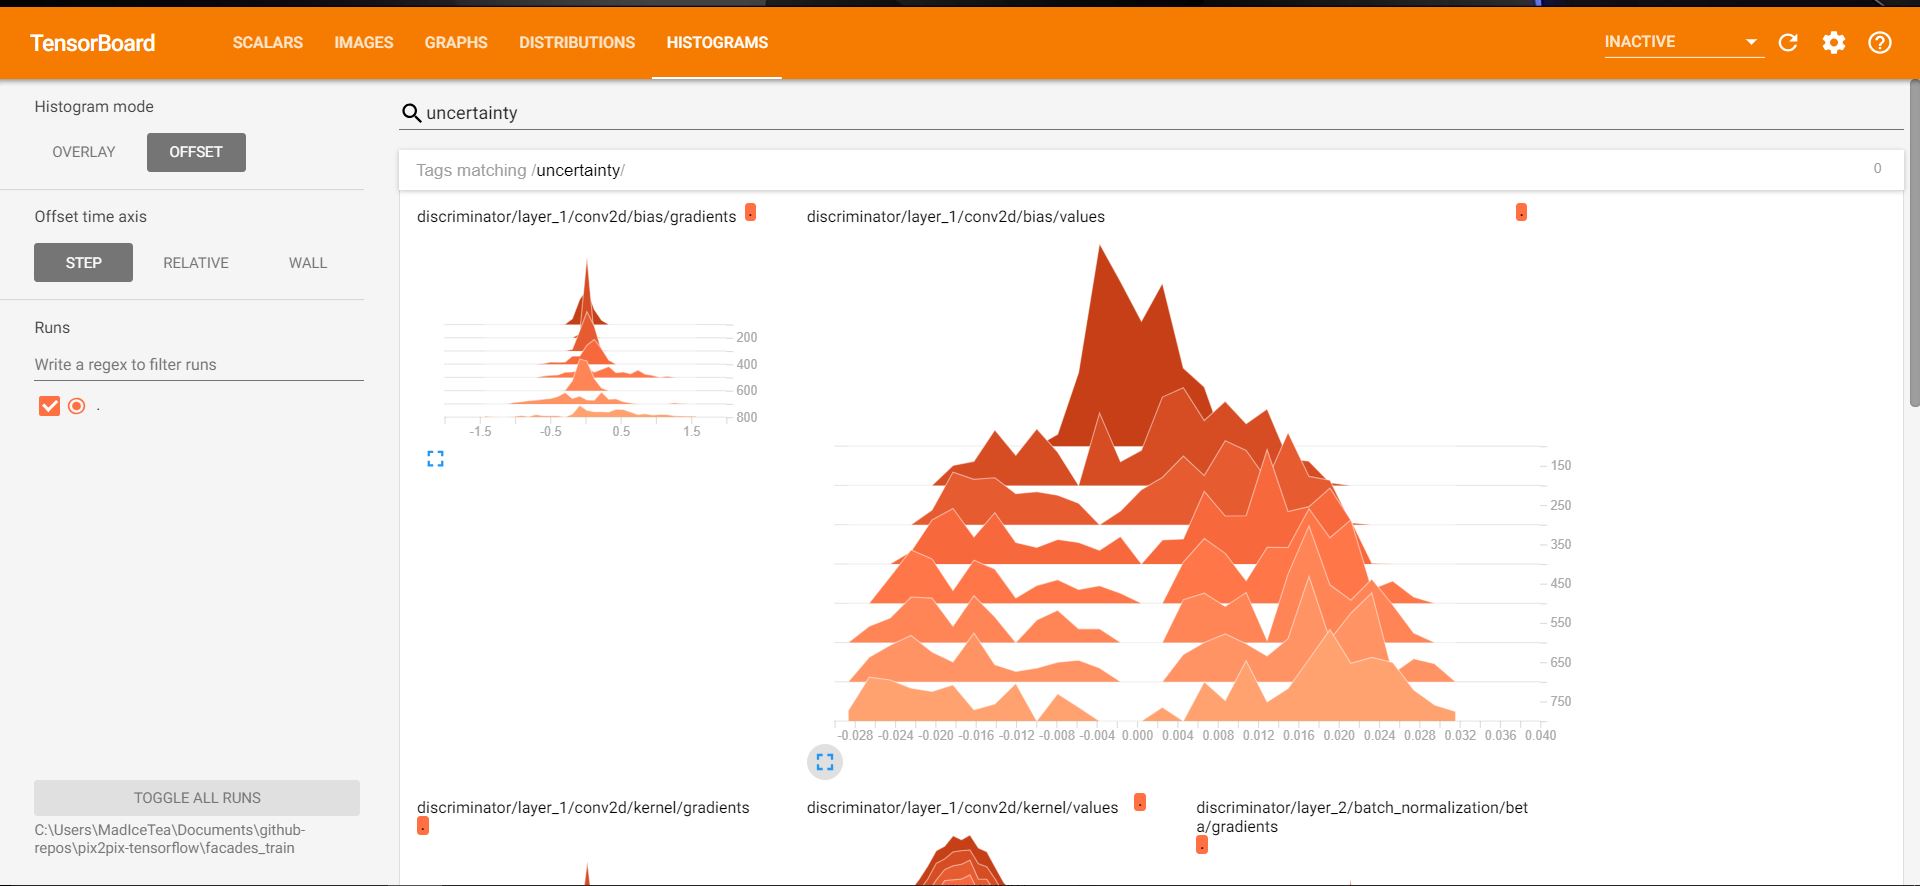 TensorBoard SCALARS IMAGES GRAPHS DISTRIBUTIONS HISTOGRAMS INACTIVE
Histogram mode
OVERLAY OFFSET
Offset time axis
STEP RELATIVE WALL
Runs
Write a regex to filter runs
.
TOGGLE ALL RUNS
C:\Users\MadIceTea\Documents\github-
repos\pix2pix-tensorflow\facades_train
uncertainty
Tags matching /uncertainty/ 0
discriminator/layer_1/conv2d/bias/gradients .
200
400
600
800
-1.5 -0.5 0.5 1.5
discriminator/layer_1/conv2d/bias/values .
150
250
350
450
550
650
750
-0.028 -0.024 -0.020 -0.016 -0.012 -0.008 -0.004 0.000 0.004 0.008 0.012 0.016 0.020 0.024 0.028 0.032 0.036 0.040
discriminator/layer_1/conv2d/kernel/gradients
.
discriminator/layer_1/conv2d/kernel/values .
discriminator/layer_2/batch_normalization/bet
a/gradients
.